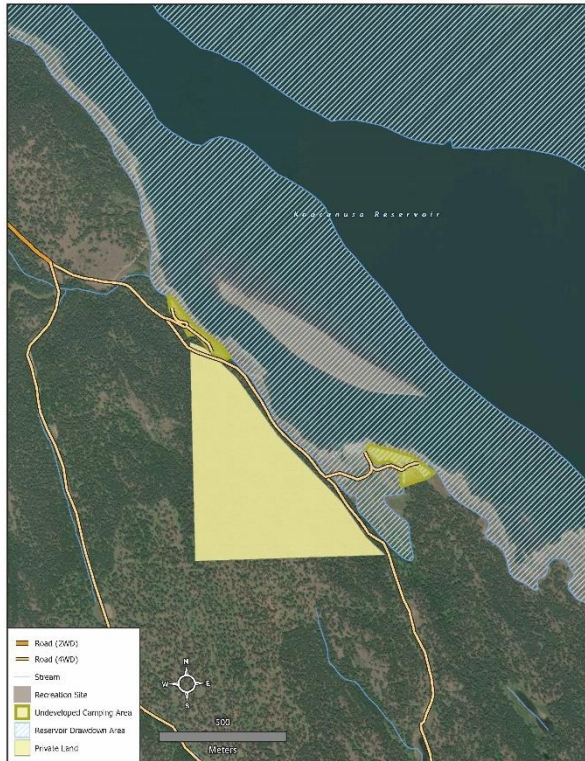 Koocanusa Reservoir
Road (2WD)
Road (4WD)
Stream
Recreation Site
Undeveloped Camping Area
Reservoir Drawdown Area
Private Land
N
W E
S
500
Meters